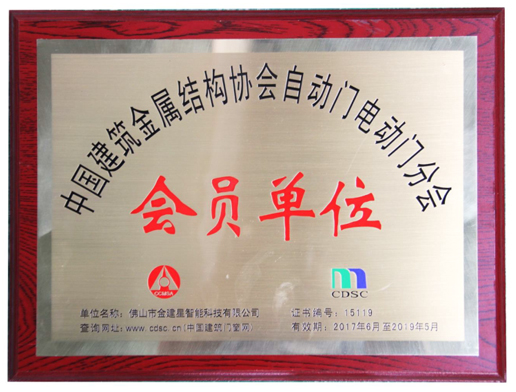 中国建筑金属结构协会自动门电动门分会
会员单位
CCMSA
CDSC
单位名称：佛山市金建星智能科技有限公司
证书编号：15119
查询网址：www.cdsc.cn(中国建筑门窗网)
有效期：2017年6月至2019年5月